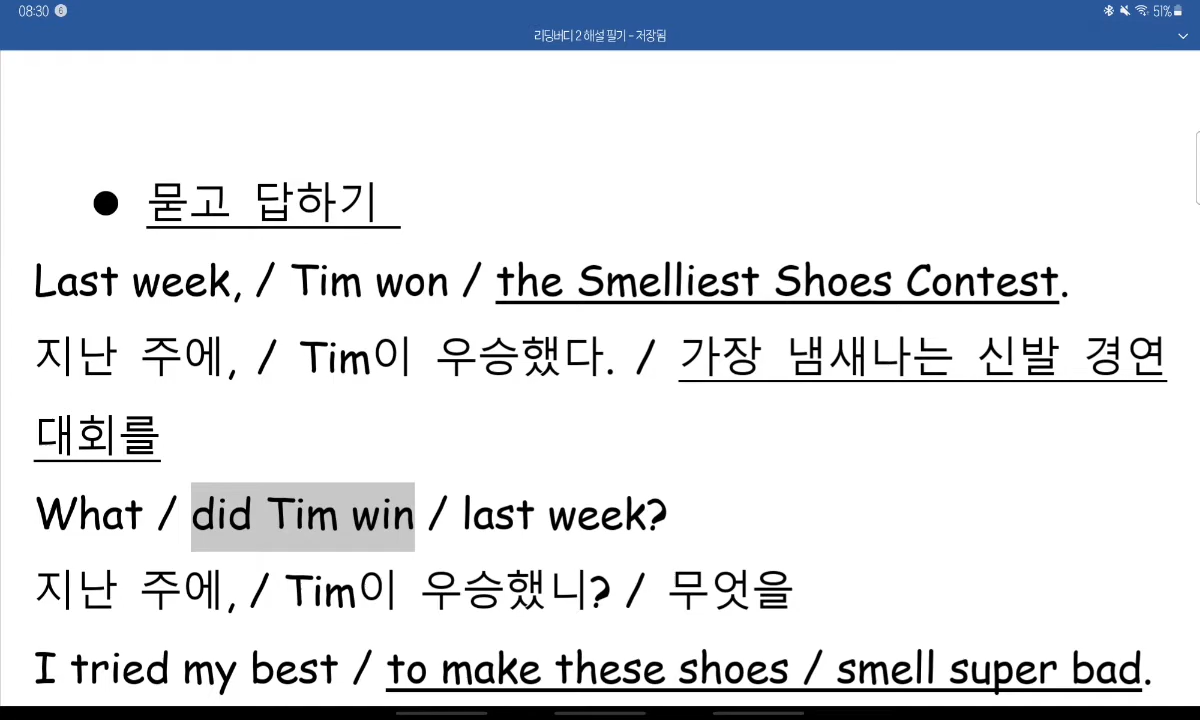 08:30 6 51%
리딩버디 2 해설 필기 - 저장됨
● 묻고 답하기
Last week, / Tim won / the Smelliest Shoes Contest.
지난 주에, / Tim이 우승했다. / 가장 냄새나는 신발 경연
대회를
What / did Tim win / last week?
지난 주에, / Tim이 우승했니? / 무엇을
I tried my best / to make these shoes / smell super bad.